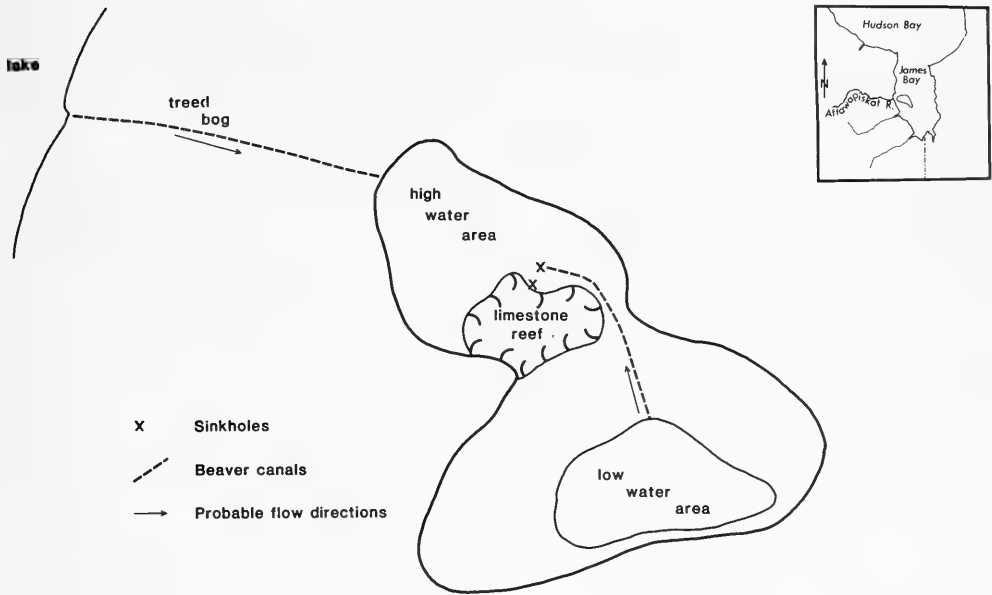 lake
treed
bog
high
water
area
X
X
limestone
reef
low
water
area
X Sinkholes
Beaver canals
Probable flow directions
Hudson Bay
James
Bay
N
Attawapiskat R.